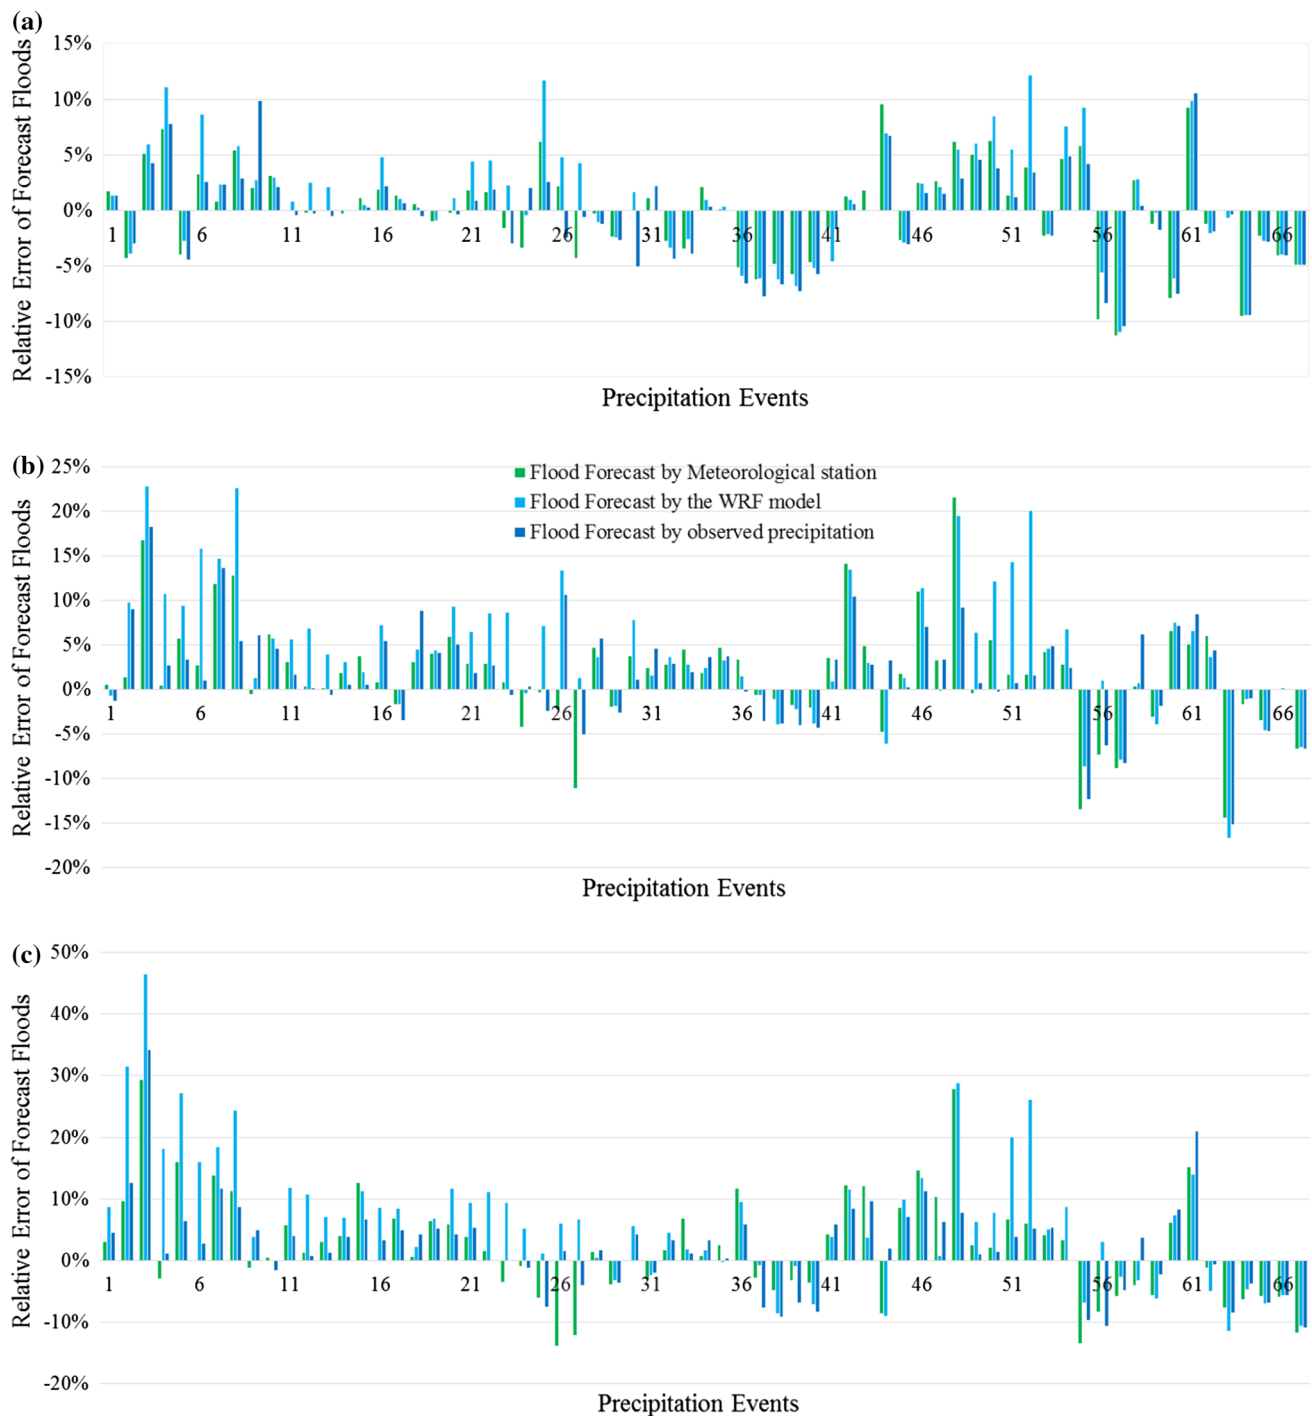 (a)
Relative Error of Forecast Floods
15%
10%
5%
0%
-5%
-10%
-15%
1 6 11 16 21 26 31 36 41 46 51 56 61 66
Precipitation Events
(b)
Relative Error of Forecast Floods
25%
20%
15%
10%
5%
0%
-5%
-10%
-15%
-20%
Flood Forecast by Meteorological station
Flood Forecast by the WRF model
Flood Forecast by observed precipitation
1 6 11 16 21 26 31 36 41 46 51 56 61 66
Precipitation Events
(c)
Relative Error of Forecast Floods
50%
40%
30%
20%
10%
0%
-10%
-20%
1 6 11 16 21 26 31 36 41 46 51 56 61 66
Precipitation Events